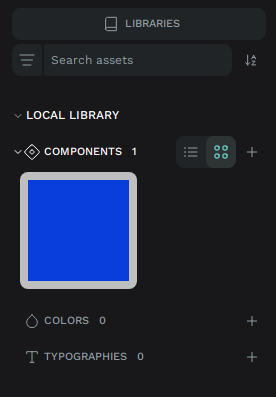 LIBRARIES
Search assets
LOCAL LIBRARY
COMPONENTS 1
COLORS 0
TYPOGRAPHIES 0